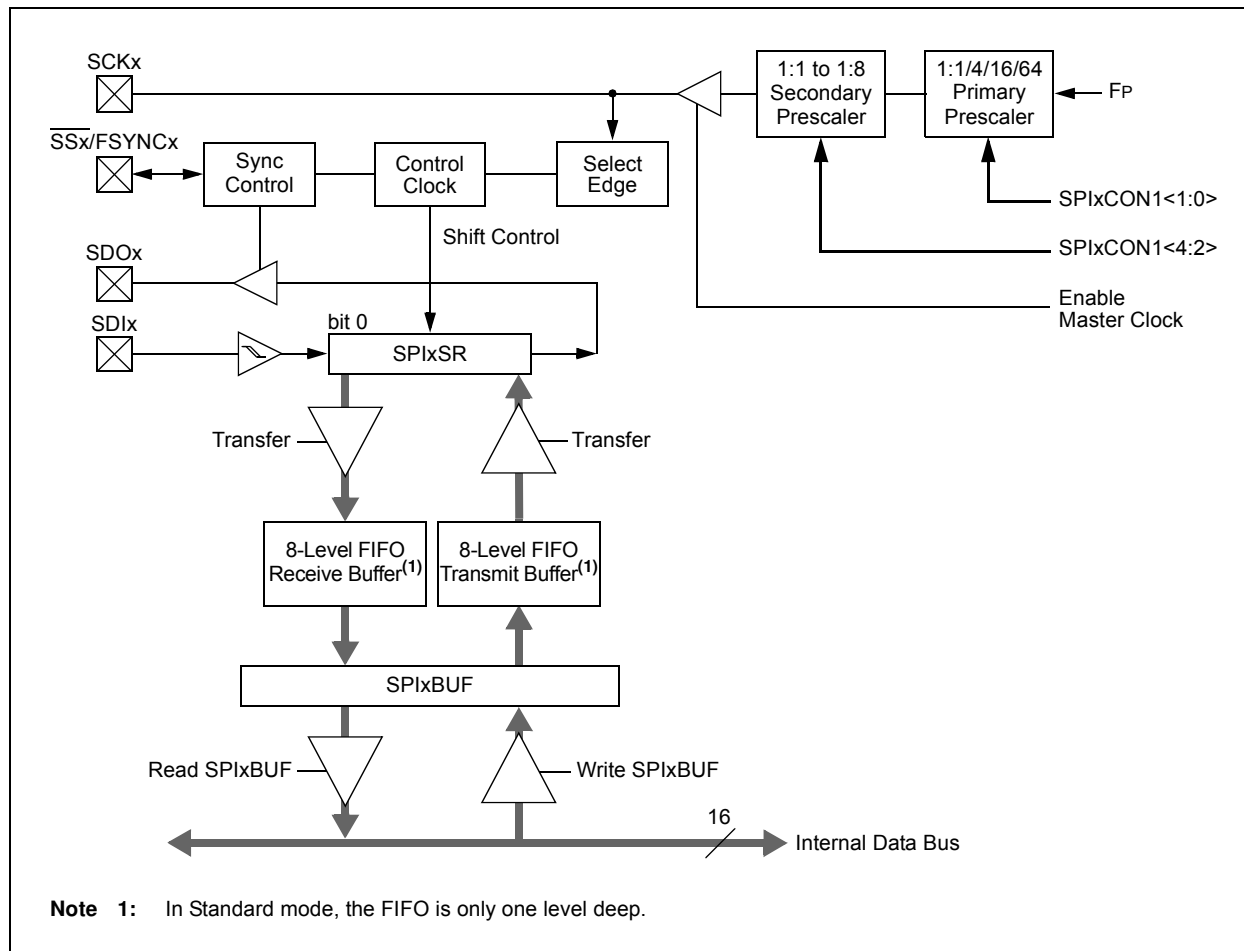 SCKx
SSx/FSYNCx
SDOx
SDIx
1:1 to 1:8
Secondary
Prescaler
1:1/4/16/64
Primary
Prescaler
FP
Sync
Control
Control
Clock
Select
Edge
SPIxCON1<1:0>
SPIxCON1<4:2>
Enable
Master Clock
Shift Control
bit 0
SPIxSR
Transfer
Transfer
8-Level FIFO
Receive Buffer(1)
8-Level FIFO
Transmit Buffer(1)
SPIxBUF
Read SPIxBUF
Write SPIxBUF
16
Internal Data Bus
Note 1: In Standard mode, the FIFO is only one level deep.